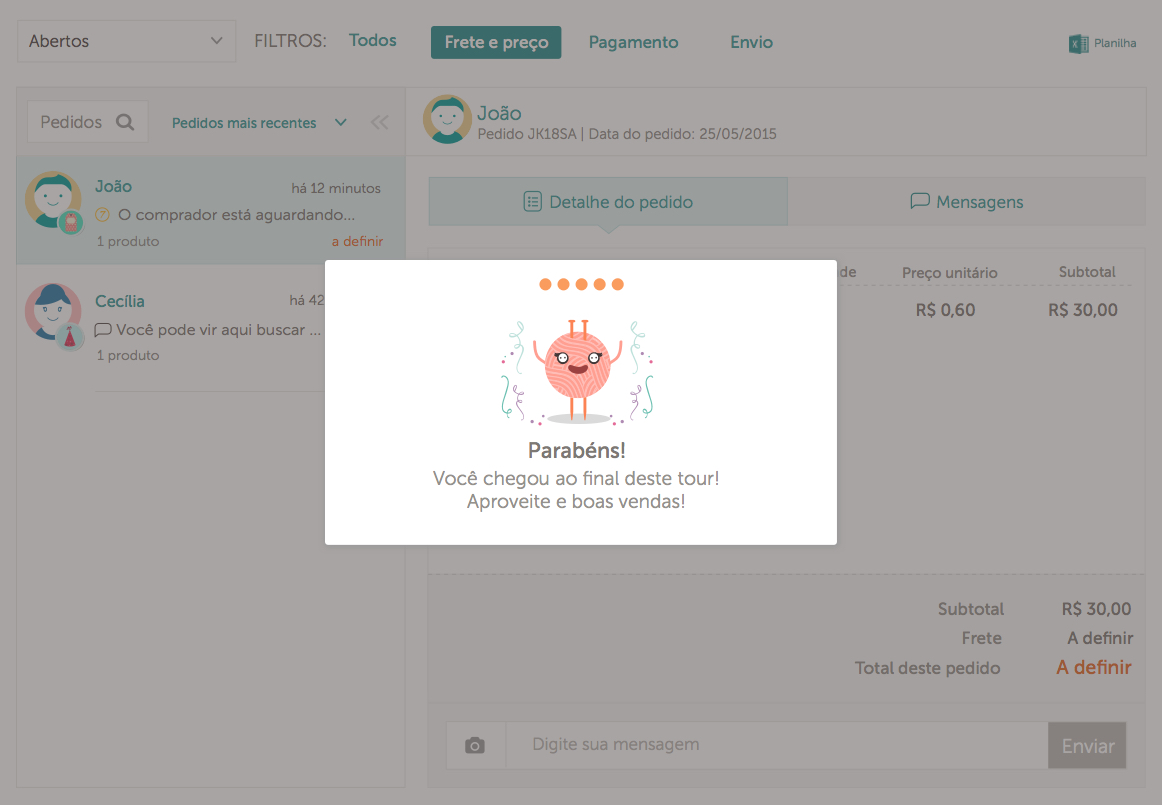 Abertos
FILTROS: Todos Frete e preço Pagamento Envio
Planilha
Pedidos
Pedidos mais recentes
João
há 12 minutos
O comprador está aguardando...
1 produto
a definir
Cecília
há 42
Você pode vir aqui buscar ...
1 produto
João
Pedido JK18SA | Data do pedido: 25/05/2015
Detalhe do pedido
Mensagens
de Preço unitário Subtotal
R$ 0,60 R$ 30,00
Parabéns!
Você chegou ao final deste tour!
Aproveite e boas vendas!
Subtotal R$ 30,00
Frete A definir
Total deste pedido A definir
Digite sua mensagem
Enviar